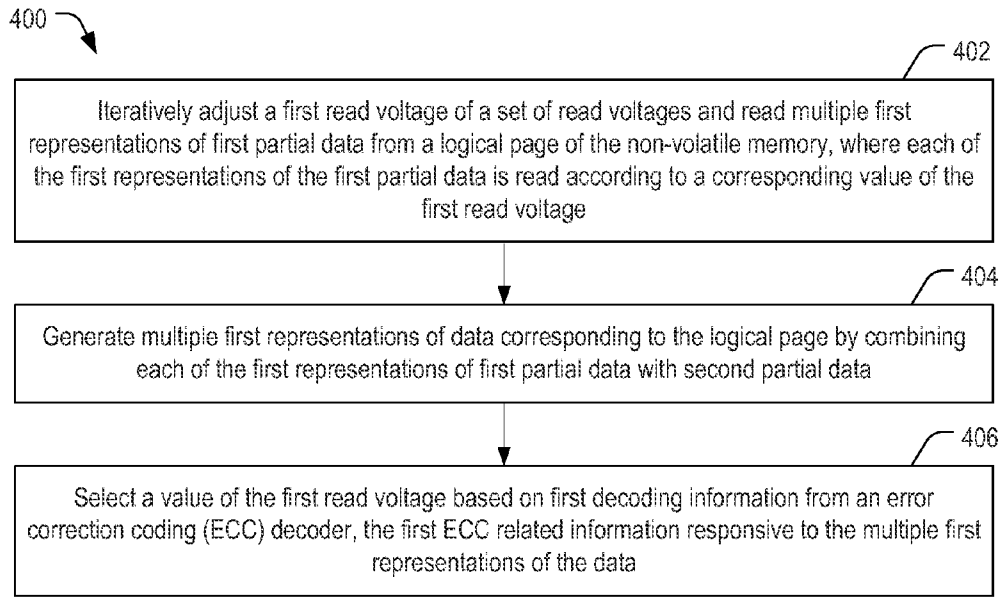 400
402
Iteratively adjust a first read voltage of a set of read voltages and read multiple first
representations of first partial data from a logical page of the non-volatile memory, where each of
the first representations of the first partial data is read according to a corresponding value of the
first read voltage
404
Generate multiple first representations of data corresponding to the logical page by combining
each of the first representations of first partial data with second partial data
406
Select a value of the first read voltage based on first decoding information from an error
correction coding (ECC) decoder, the first ECC related information responsive to the multiple first
representations of the data